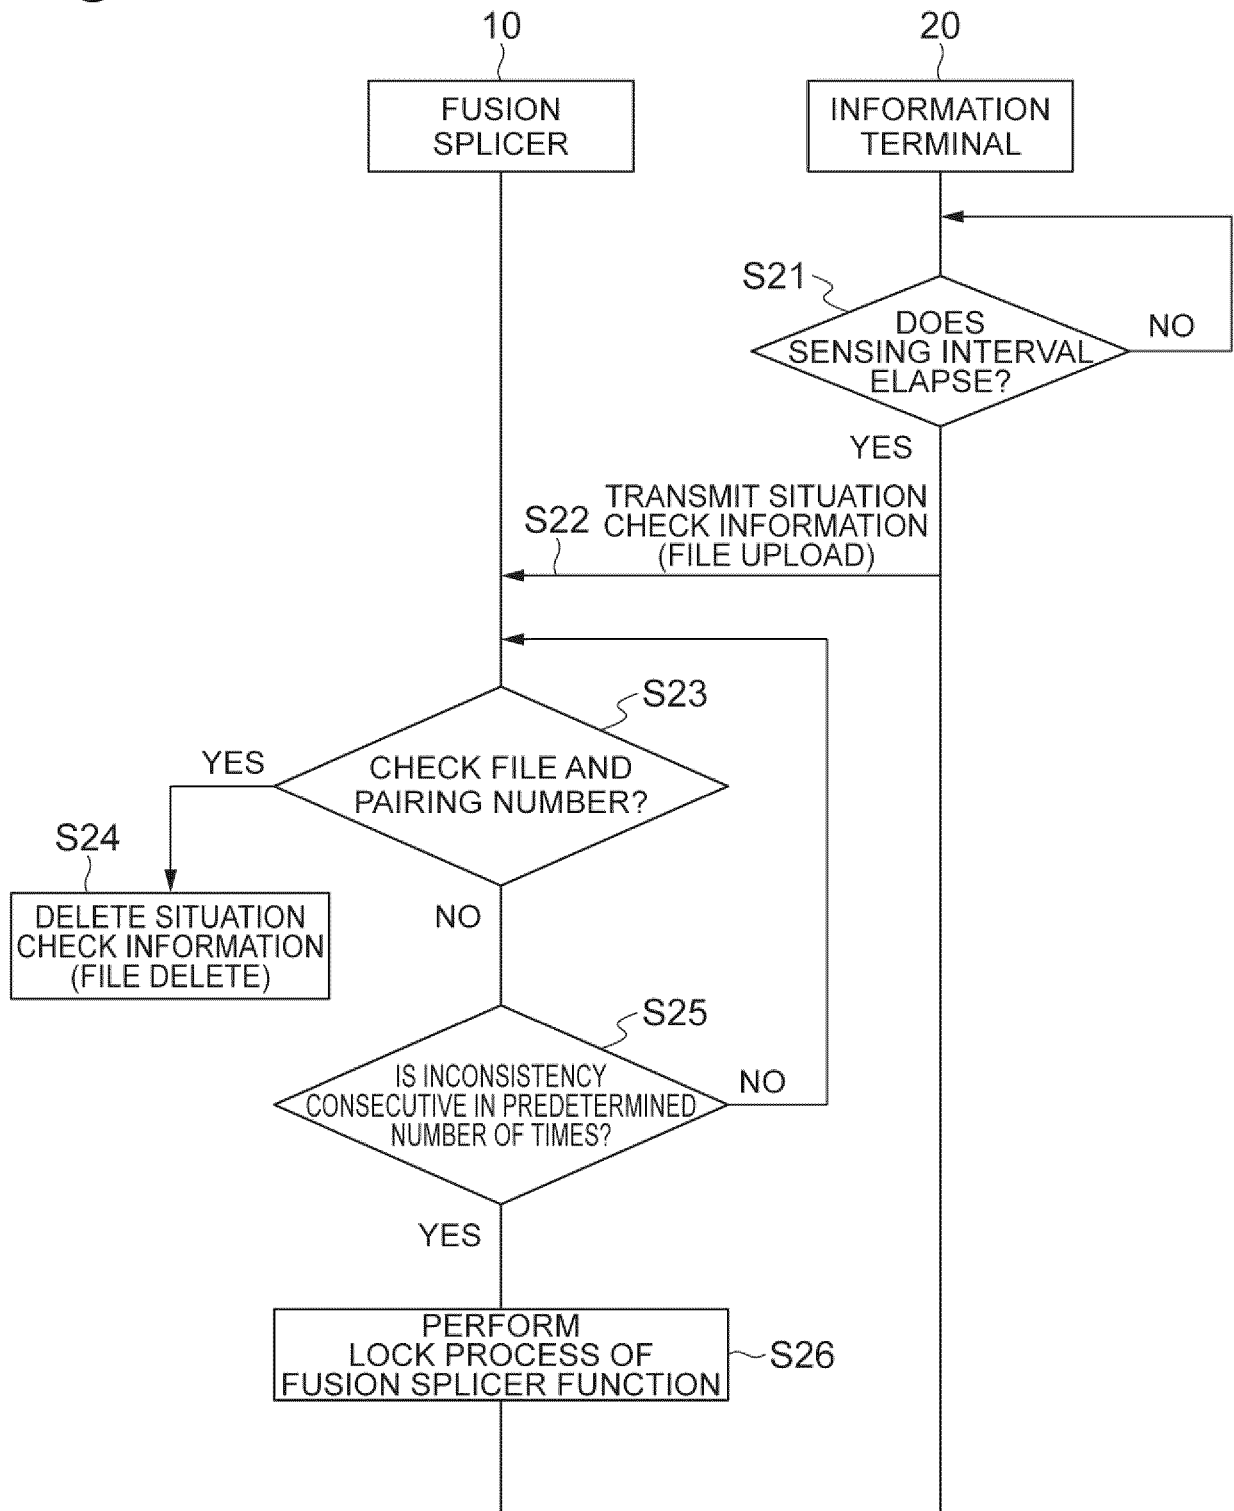 10
20
FUSION
SPLICER
INFORMATION
TERMINAL
S21
DOES
SENSING INTERVAL
ELAPSE?
NO
YES
TRANSMIT SITUATION
CHECK INFORMATION
(FILE UPLOAD)
S22
S23
CHECK FILE AND
PAIRING NUMBER?
YES
S24
DELETE SITUATION
CHECK INFORMATION
(FILE DELETE)
NO
S25
IS INCONSISTENCY
CONSECUTIVE IN PREDETERMINED
NUMBER OF TIMES?
NO
YES
PERFORM
LOCK PROCESS OF
FUSION SPLICER FUNCTION
S26